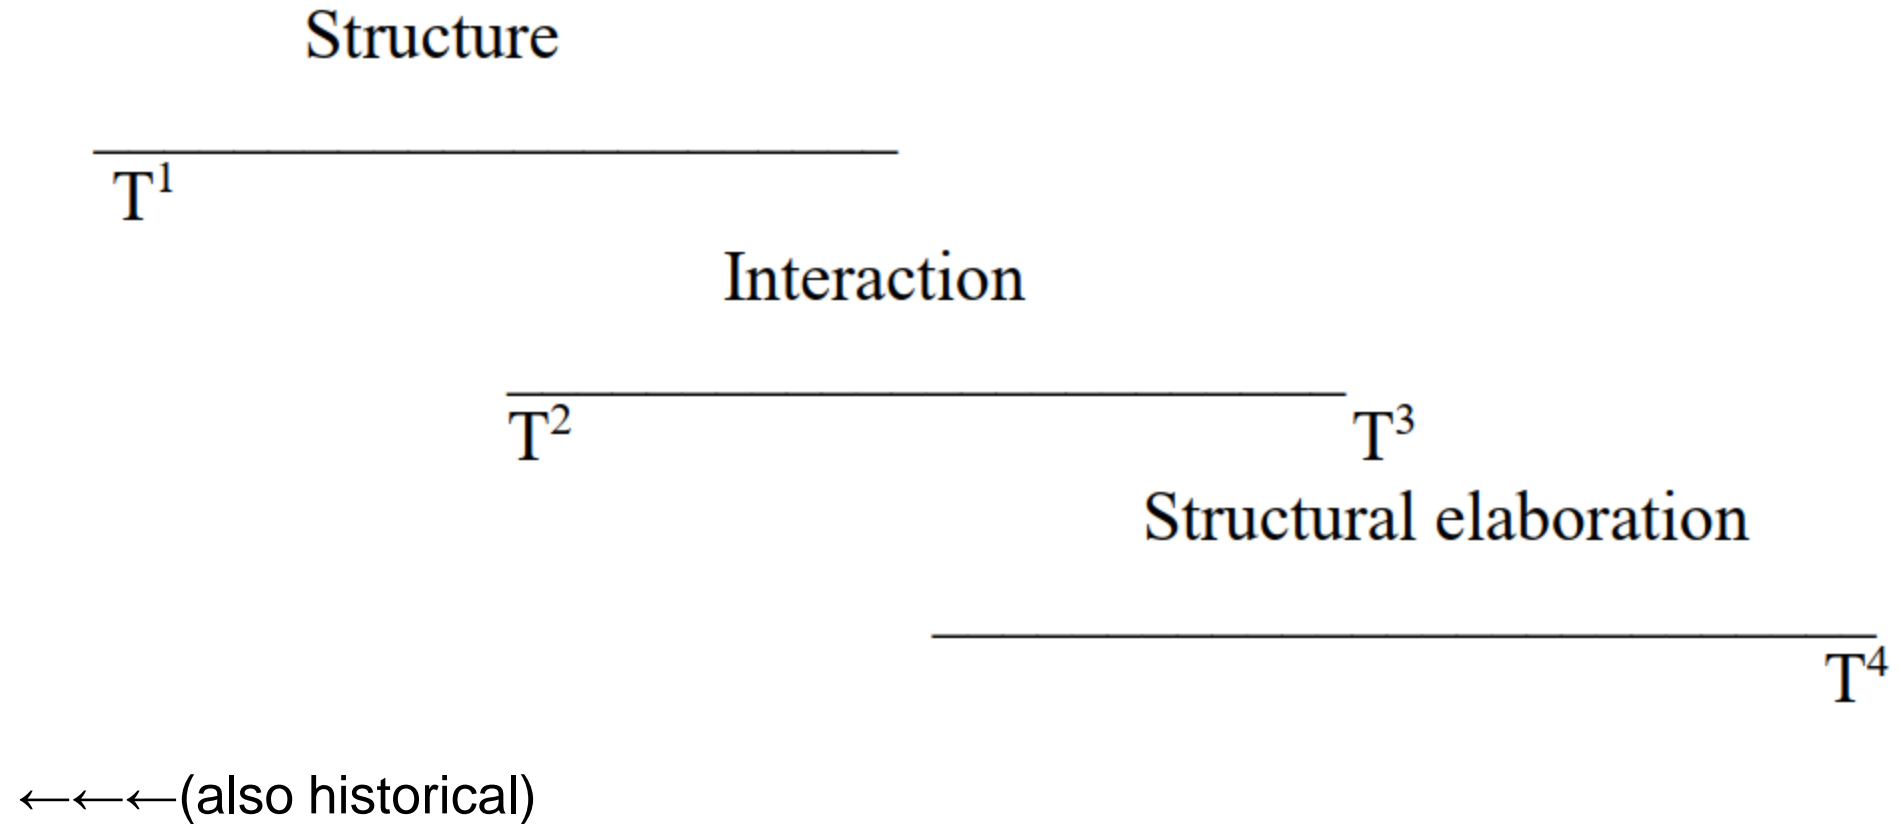 Structure
T¹
Interaction
T² T³
Structural elaboration
T⁴
←←←(also historical)